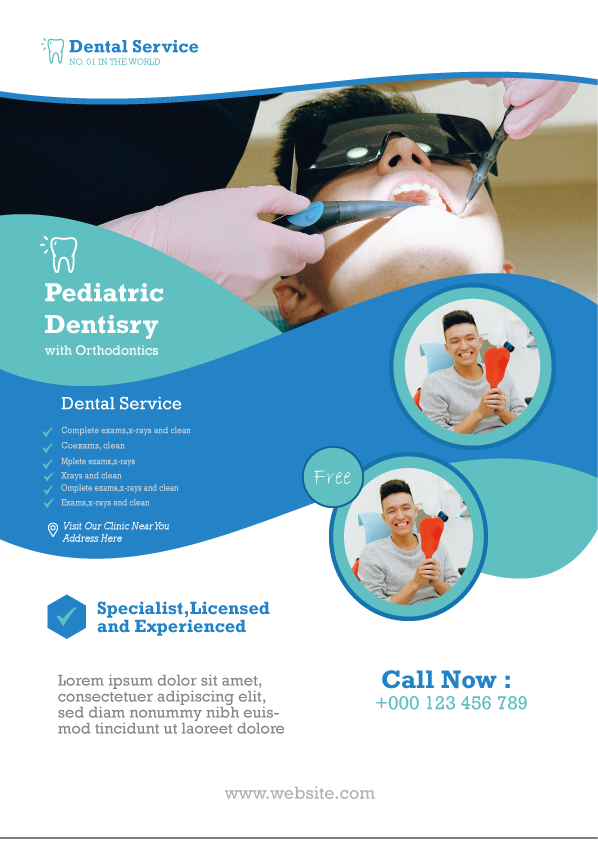 Dental Service
NO. 01 IN THE WORLD
Pediatric
Dentisry
with Orthodontics
Dental Service
Complete exams,x-rays and clean
Coexams, clean
Mplete exams,x-rays
Xrays and clean
Omplete exams,x-rays and clean
Exams,x-rays and clean
Visit Our Clinic NearYou
Address Here
Free
Specialist,Licensed
and Experienced
Lorem ipsum dolor sit amet,
consectetuer adipiscing elit,
sed diam nonummy nibh euis-
mod tincidunt ut laoreet dolore
Call Now :
+000 123 456 789
www.website.com